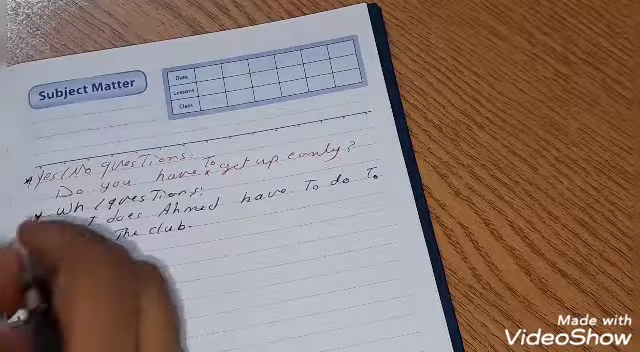 Subject Matter
Date
Lessons
Class
* Yes/No questions:
Do you have to get up early?
* Wh/questions:
does Ahmed have To do To
The club.
Made with
VideoShow